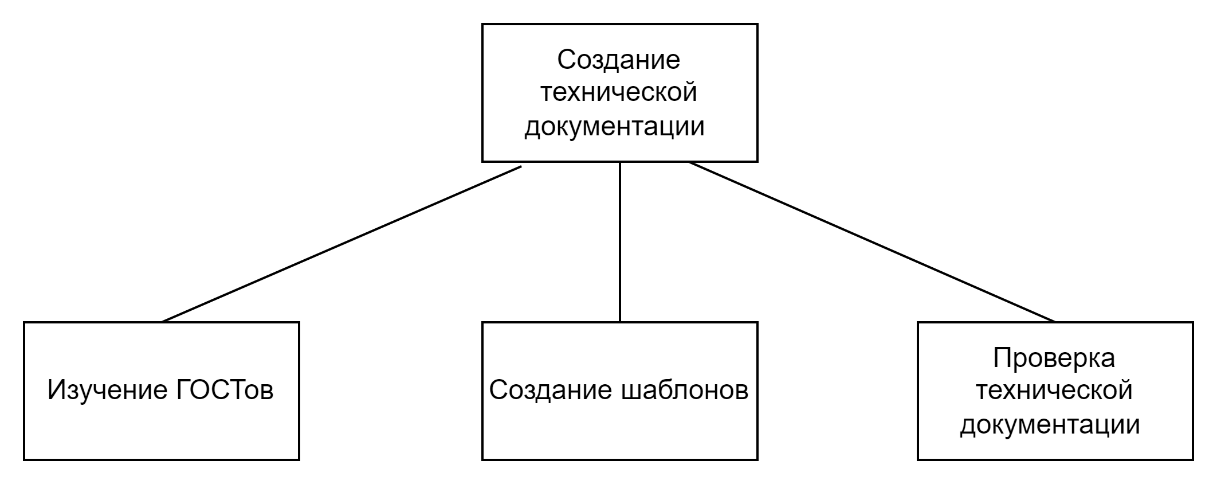 Создание
технической
документации
Изучение ГОСТов
Создание шаблонов
Проверка
технической
документации